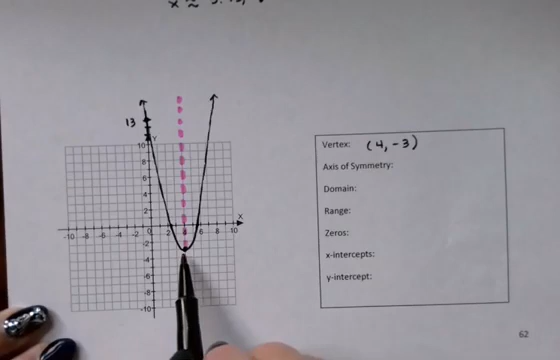 13
Y
10
8
6
4
2
X
-10 -8 -6 -4 -2 0 2 4 6 8 10
-2
-4
-6
-8
-10
Vertex: (4, -3)
Axis of Symmetry:
Domain:
Range:
Zeros:
x-intercepts:
y-intercept:
62